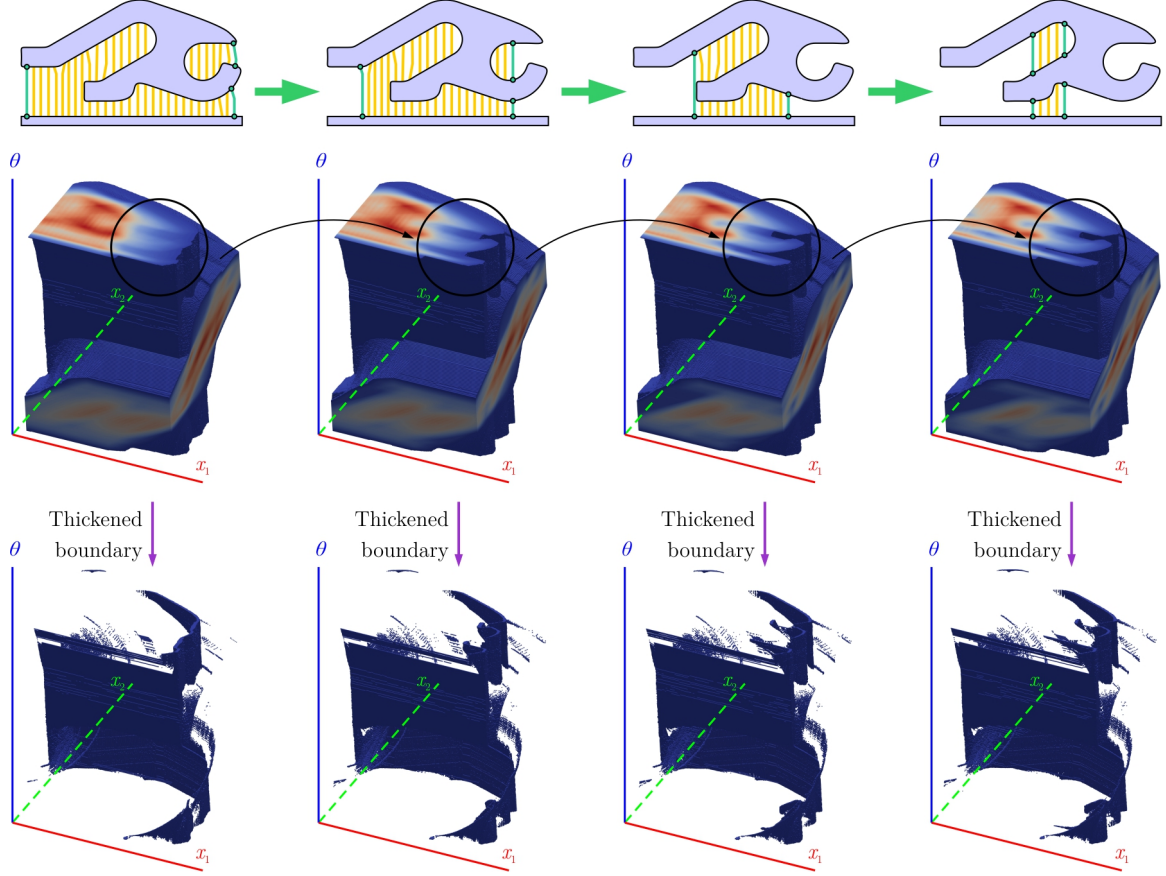 θ θ θ θ
x₂ x₂ x₂ x₂
x₁ x₁ x₁ x₁
Thickened Thickened Thickened Thickened
boundary boundary boundary boundary
θ θ θ θ
x₂ x₂ x₂ x₂
x₁ x₁ x₁ x₁